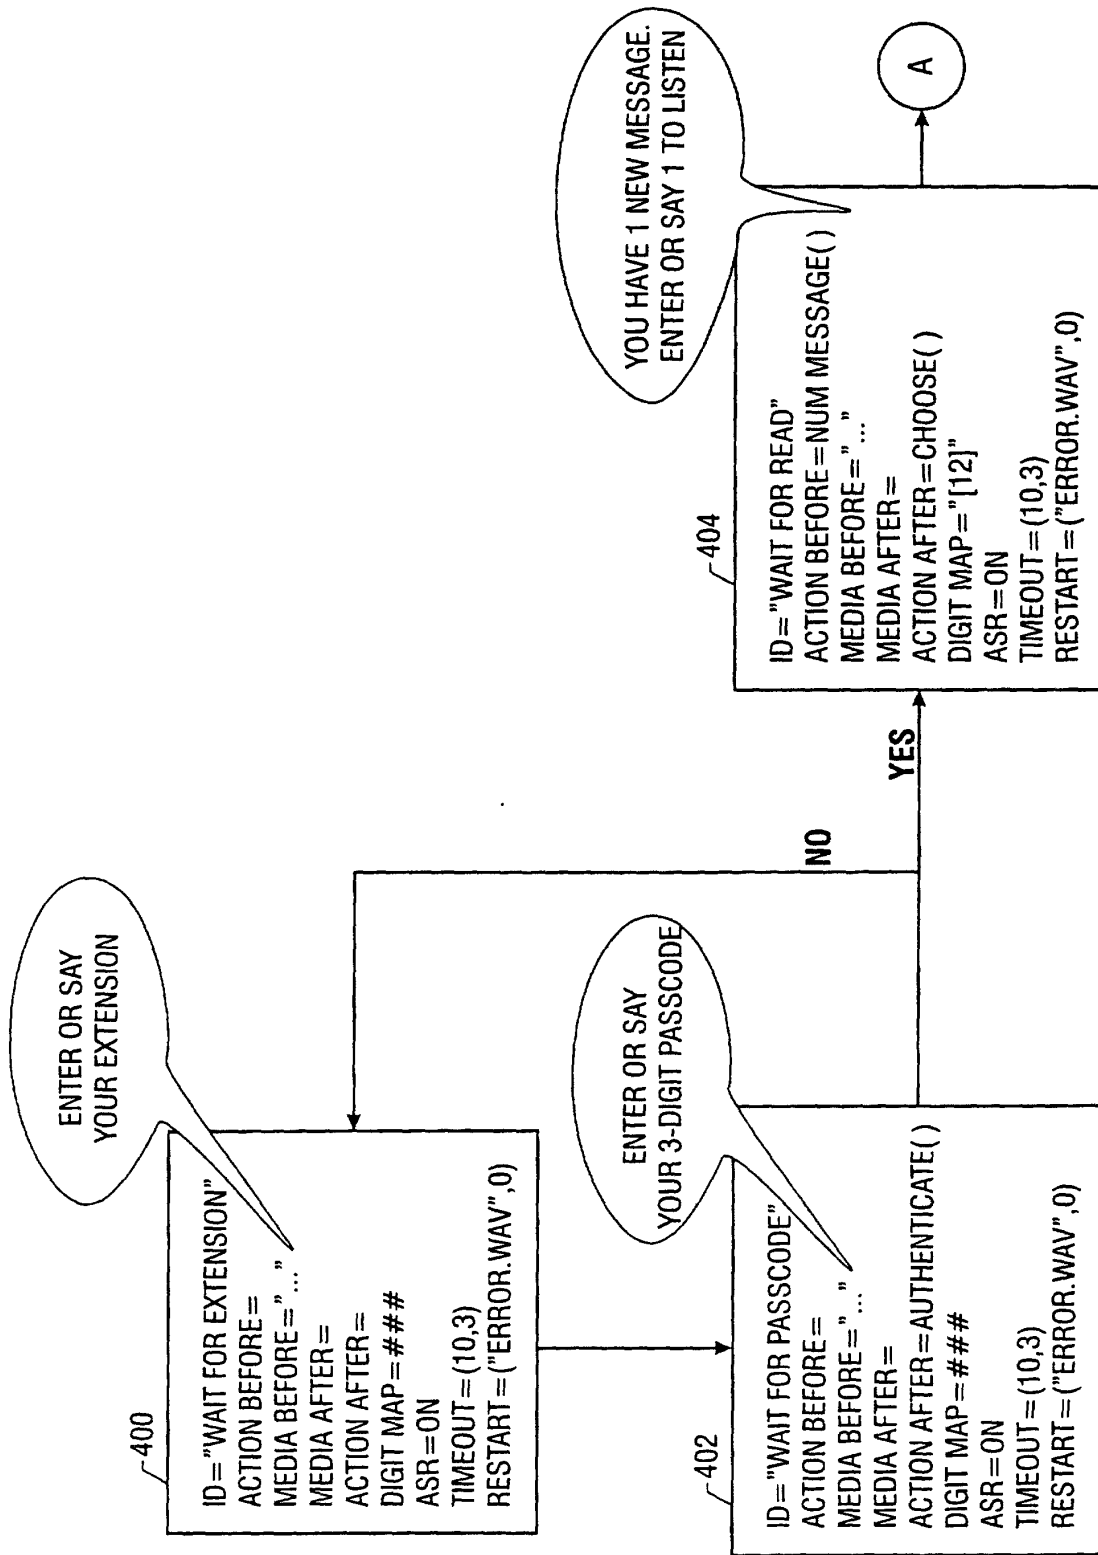 ENTER OR SAY
YOUR EXTENSION
400
ID="WAIT FOR EXTENSION"
ACTION BEFORE=
MEDIA BEFORE="..."
MEDIA AFTER=
ACTION AFTER=
DIGIT MAP=###
ASR=ON
TIMEOUT=(10,3)
RESTART=("ERROR.WAV",0)
ENTER OR SAY
YOUR 3-DIGIT PASSCODE
402
ID="WAIT FOR PASSCODE"
ACTION BEFORE=
MEDIA BEFORE="..."
MEDIA AFTER=
ACTION AFTER=AUTHENTICATE( )
DIGIT MAP=###
ASR=ON
TIMEOUT=(10,3)
RESTART=("ERROR.WAV",0)
NO
YES
YOU HAVE 1 NEW MESSAGE.
ENTER OR SAY 1 TO LISTEN
404
ID="WAIT FOR READ"
ACTION BEFORE=NUM MESSAGE( )
MEDIA BEFORE="..."
MEDIA AFTER=
ACTION AFTER=CHOOSE( )
DIGIT MAP="[12]"
ASR=ON
TIMEOUT=(10,3)
RESTART=("ERROR.WAV",0)
A